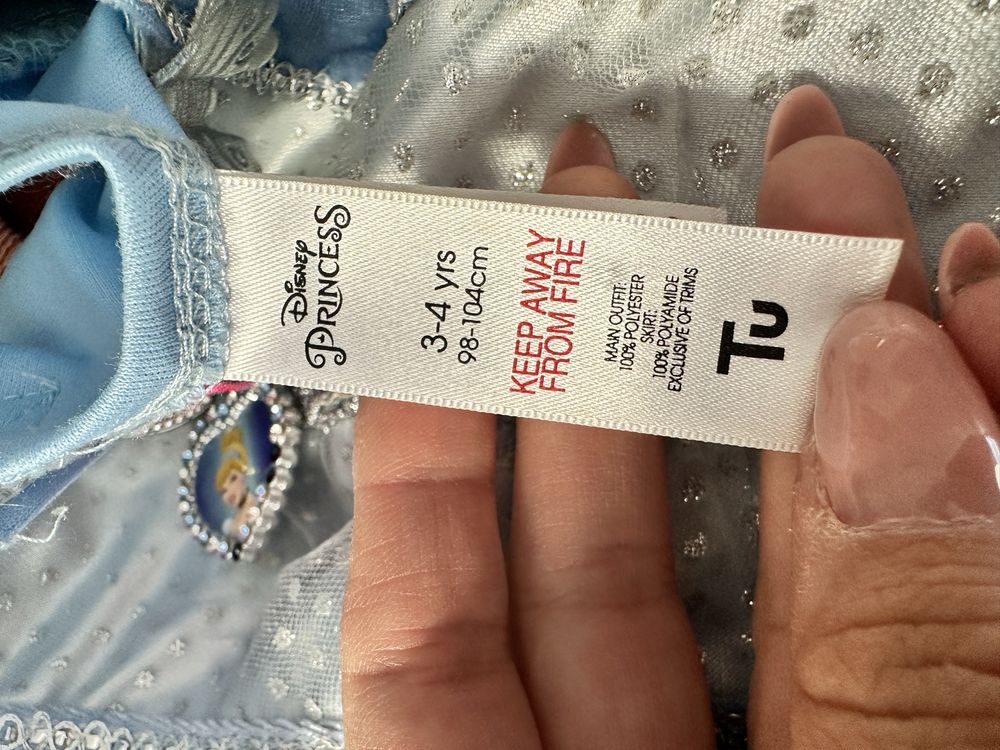 Disney
PRINCESS
3-4 yrs
98-104cm
KEEP AWAY
FROM FIRE
MAIN OUTFIT:
100% POLYESTER
SKIRT:
100% POLYAMIDE
EXCLUSIVE OF TRIMS
Tu